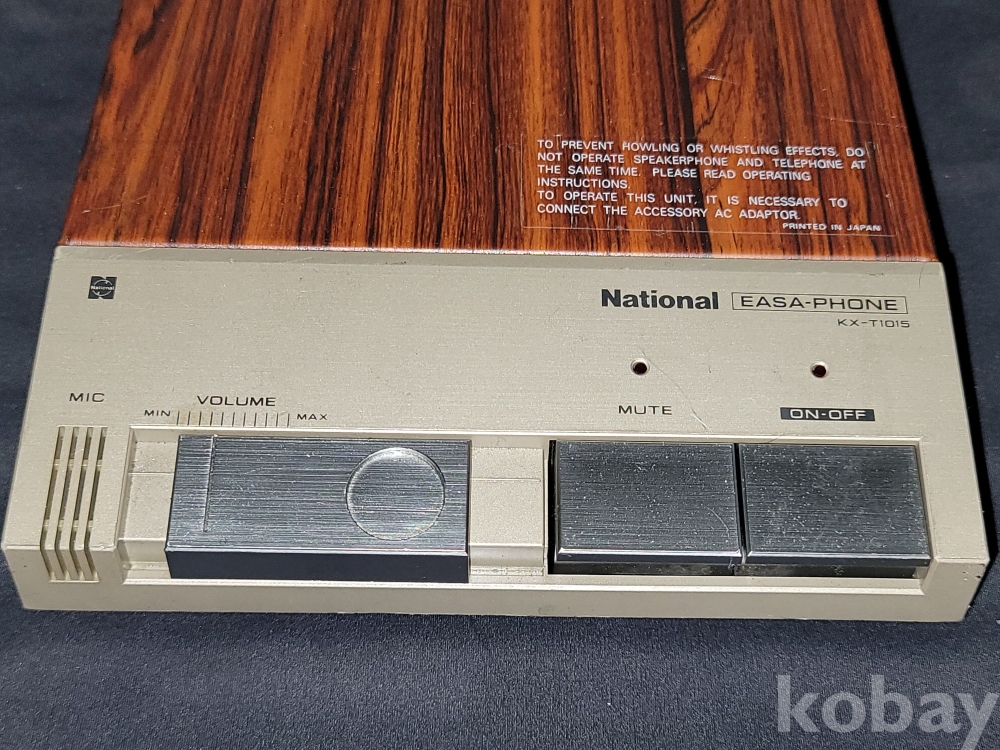 TO PREVENT HOWLING OR WHISTLING EFFECTS, DO
NOT OPERATE SPEAKERPHONE AND TELEPHONE AT
THE SAME TIME. PLEASE READ OPERATING
INSTRUCTIONS.
TO OPERATE THIS UNIT, IT IS NECESSARY TO
CONNECT THE ACCESSORY AC ADAPTOR.
PRINTED IN JAPAN
National
National EASA-PHONE
KX-T1015
MIC
VOLUME
MIN MAX
MUTE
ON-OFF
kobay